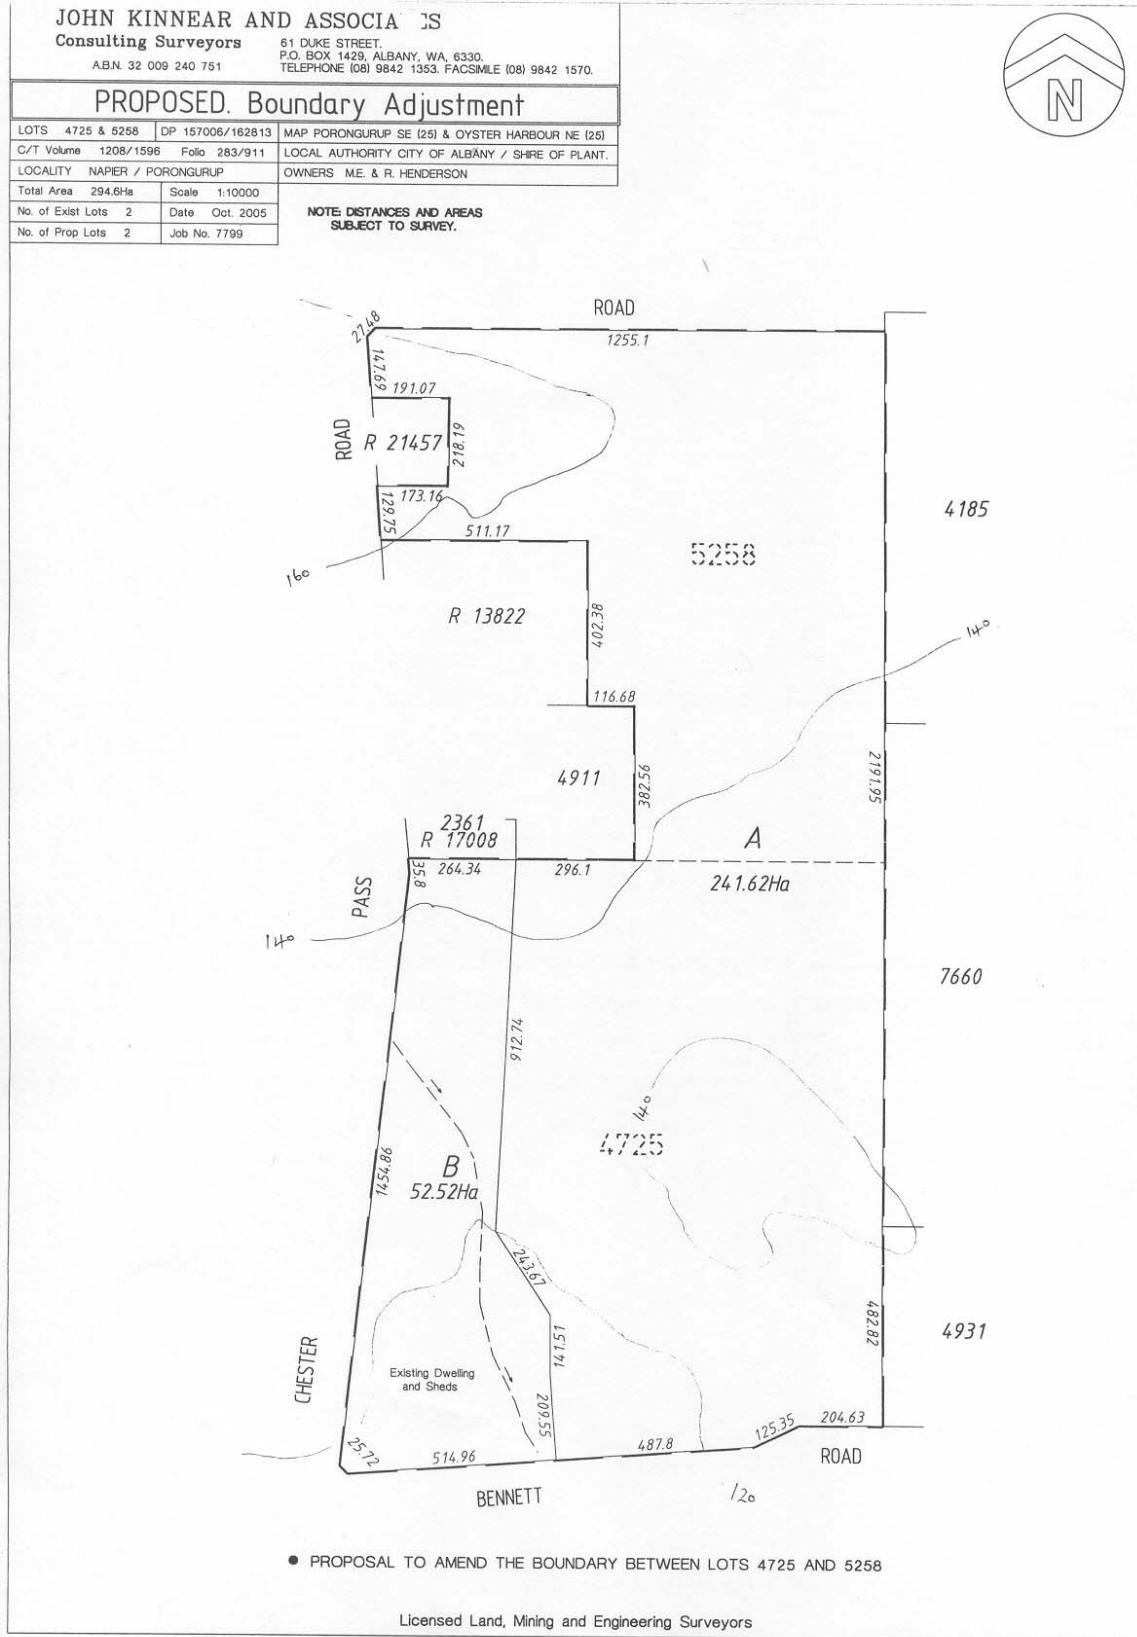 JOHN KINNEAR AND ASSOCIA ES
Consulting Surveyors
A.B.N. 32 009 240 751
61 DUKE STREET.
P.O. BOX 1429, ALBANY, WA, 6330.
TELEPHONE (08) 9842 1353. FACSIMILE (08) 9842 1570.
PROPOSED. Boundary Adjustment
LOTS 4725 & 5258 DP 157006/162813 MAP PORONGURUP SE (25) & OYSTER HARBOUR NE (25)
C/T Volume 1208/1596 Folio 283/911 LOCAL AUTHORITY CITY OF ALBANY / SHIRE OF PLANT.
LOCALITY NAPIER / PORONGURUP OWNERS M.E. & R. HENDERSON
Total Area 294.6Ha Scale 1:10000
No. of Exist Lots 2 Date Oct. 2005
No. of Prop Lots 2 Job No. 7799
NOTE: DISTANCES AND AREAS
SUBJECT TO SURVEY.
N
ROAD
27.48
1255.1
147.69
191.07
ROAD
R 21457
218.19
129.75
173.16
511.17
4185
5258
160
R 13822
402.38
140
116.68
4911
382.56
2191.95
2361
R 17008
A
35.8
264.34
296.1
241.62Ha
PASS
140
7660
912.74
140
4725
1454.86
B
52.52Ha
243.67
482.82
141.51
4931
CHESTER
Existing Dwelling
and Sheds
209.55
25.72
514.96
487.8
125.35
204.63
ROAD
BENNETT
120
● PROPOSAL TO AMEND THE BOUNDARY BETWEEN LOTS 4725 AND 5258
Licensed Land, Mining and Engineering Surveyors